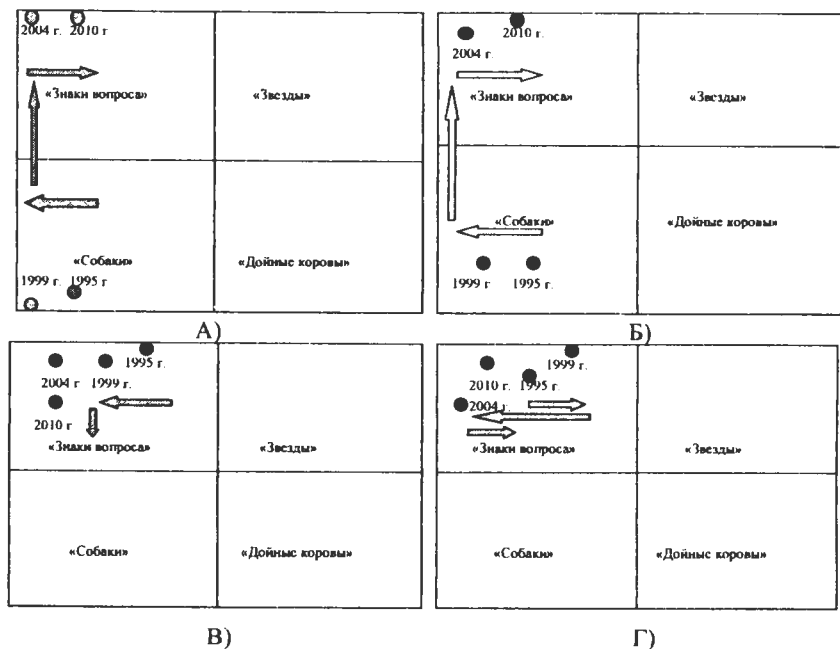 2004 г. 2010 г
«Знаки вопроса» «Звезды»
«Собаки» «Дойные коровы»
1999 г. 1995 г
А)
2010 г.
2004 г
«Знаки вопроса» «Звезды»
«Собаки» «Дойные коровы»
1999 г. 1995 г
Б)
1995 г.
2004 г 1999 г.
2010 г
«Знаки вопроса» «Звезды»
«Собаки» «Дойные коровы»
В)
1999 г.
2010 г. 1995 г.
2004 г.
«Знаки вопроса» «Звезды»
«Собаки» «Дойные коровы»
Г)